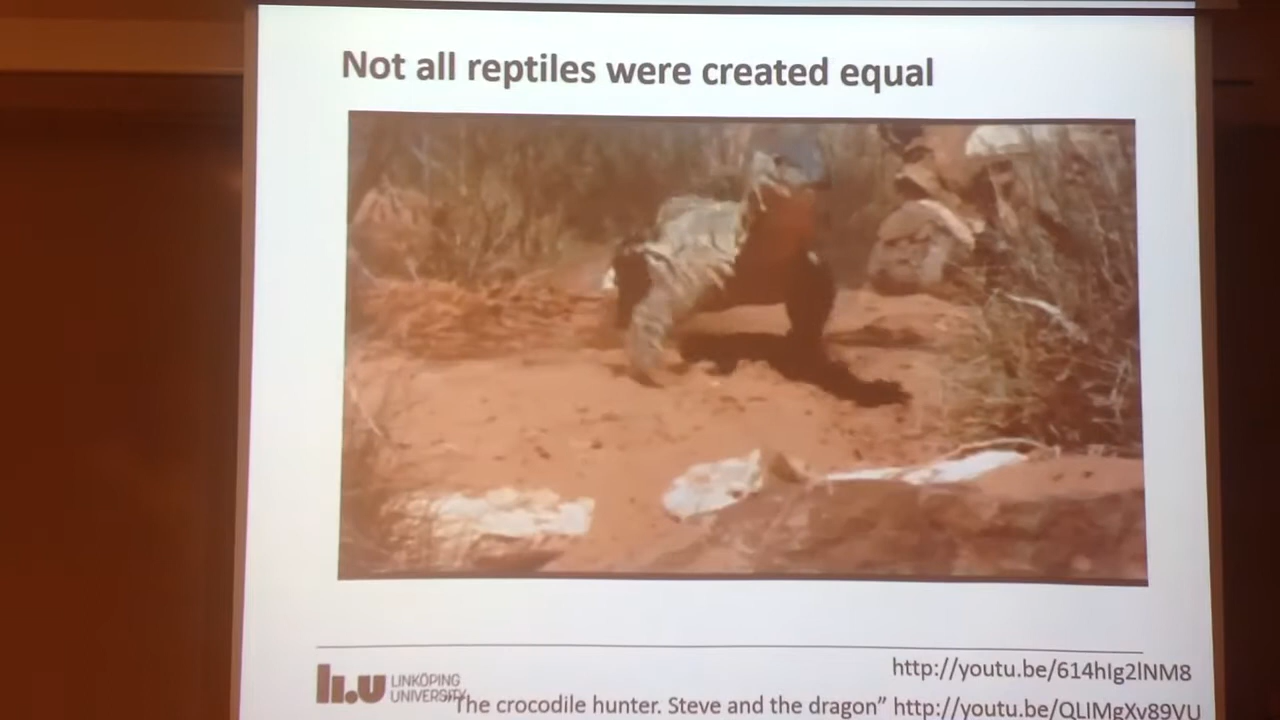 Not all reptiles were created equal
http://youtu.be/614hIg2lNM8
li.u LINKÖPING
UNIVERSITY
"The crocodile hunter. Steve and the dragon" http://youtu.be/QLIMgXv89VU